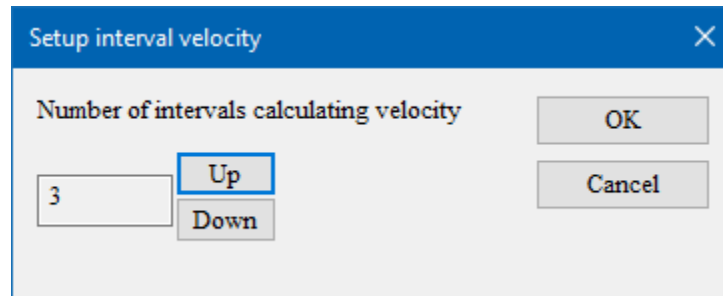 Setup interval velocity
Number of intervals calculating velocity
OK
3
Up
Down
Cancel